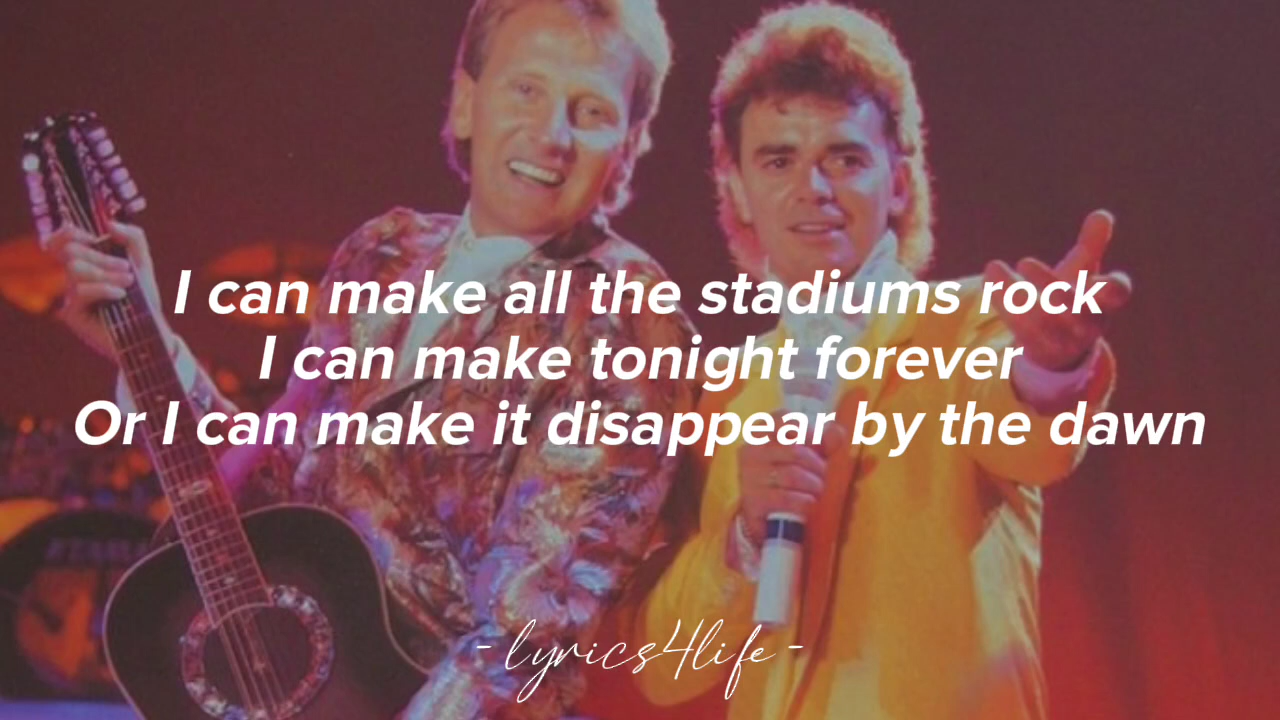 I can make all the stadiums rock
I can make tonight forever
Or I can make it disappear by the dawn
- lyrics4life -